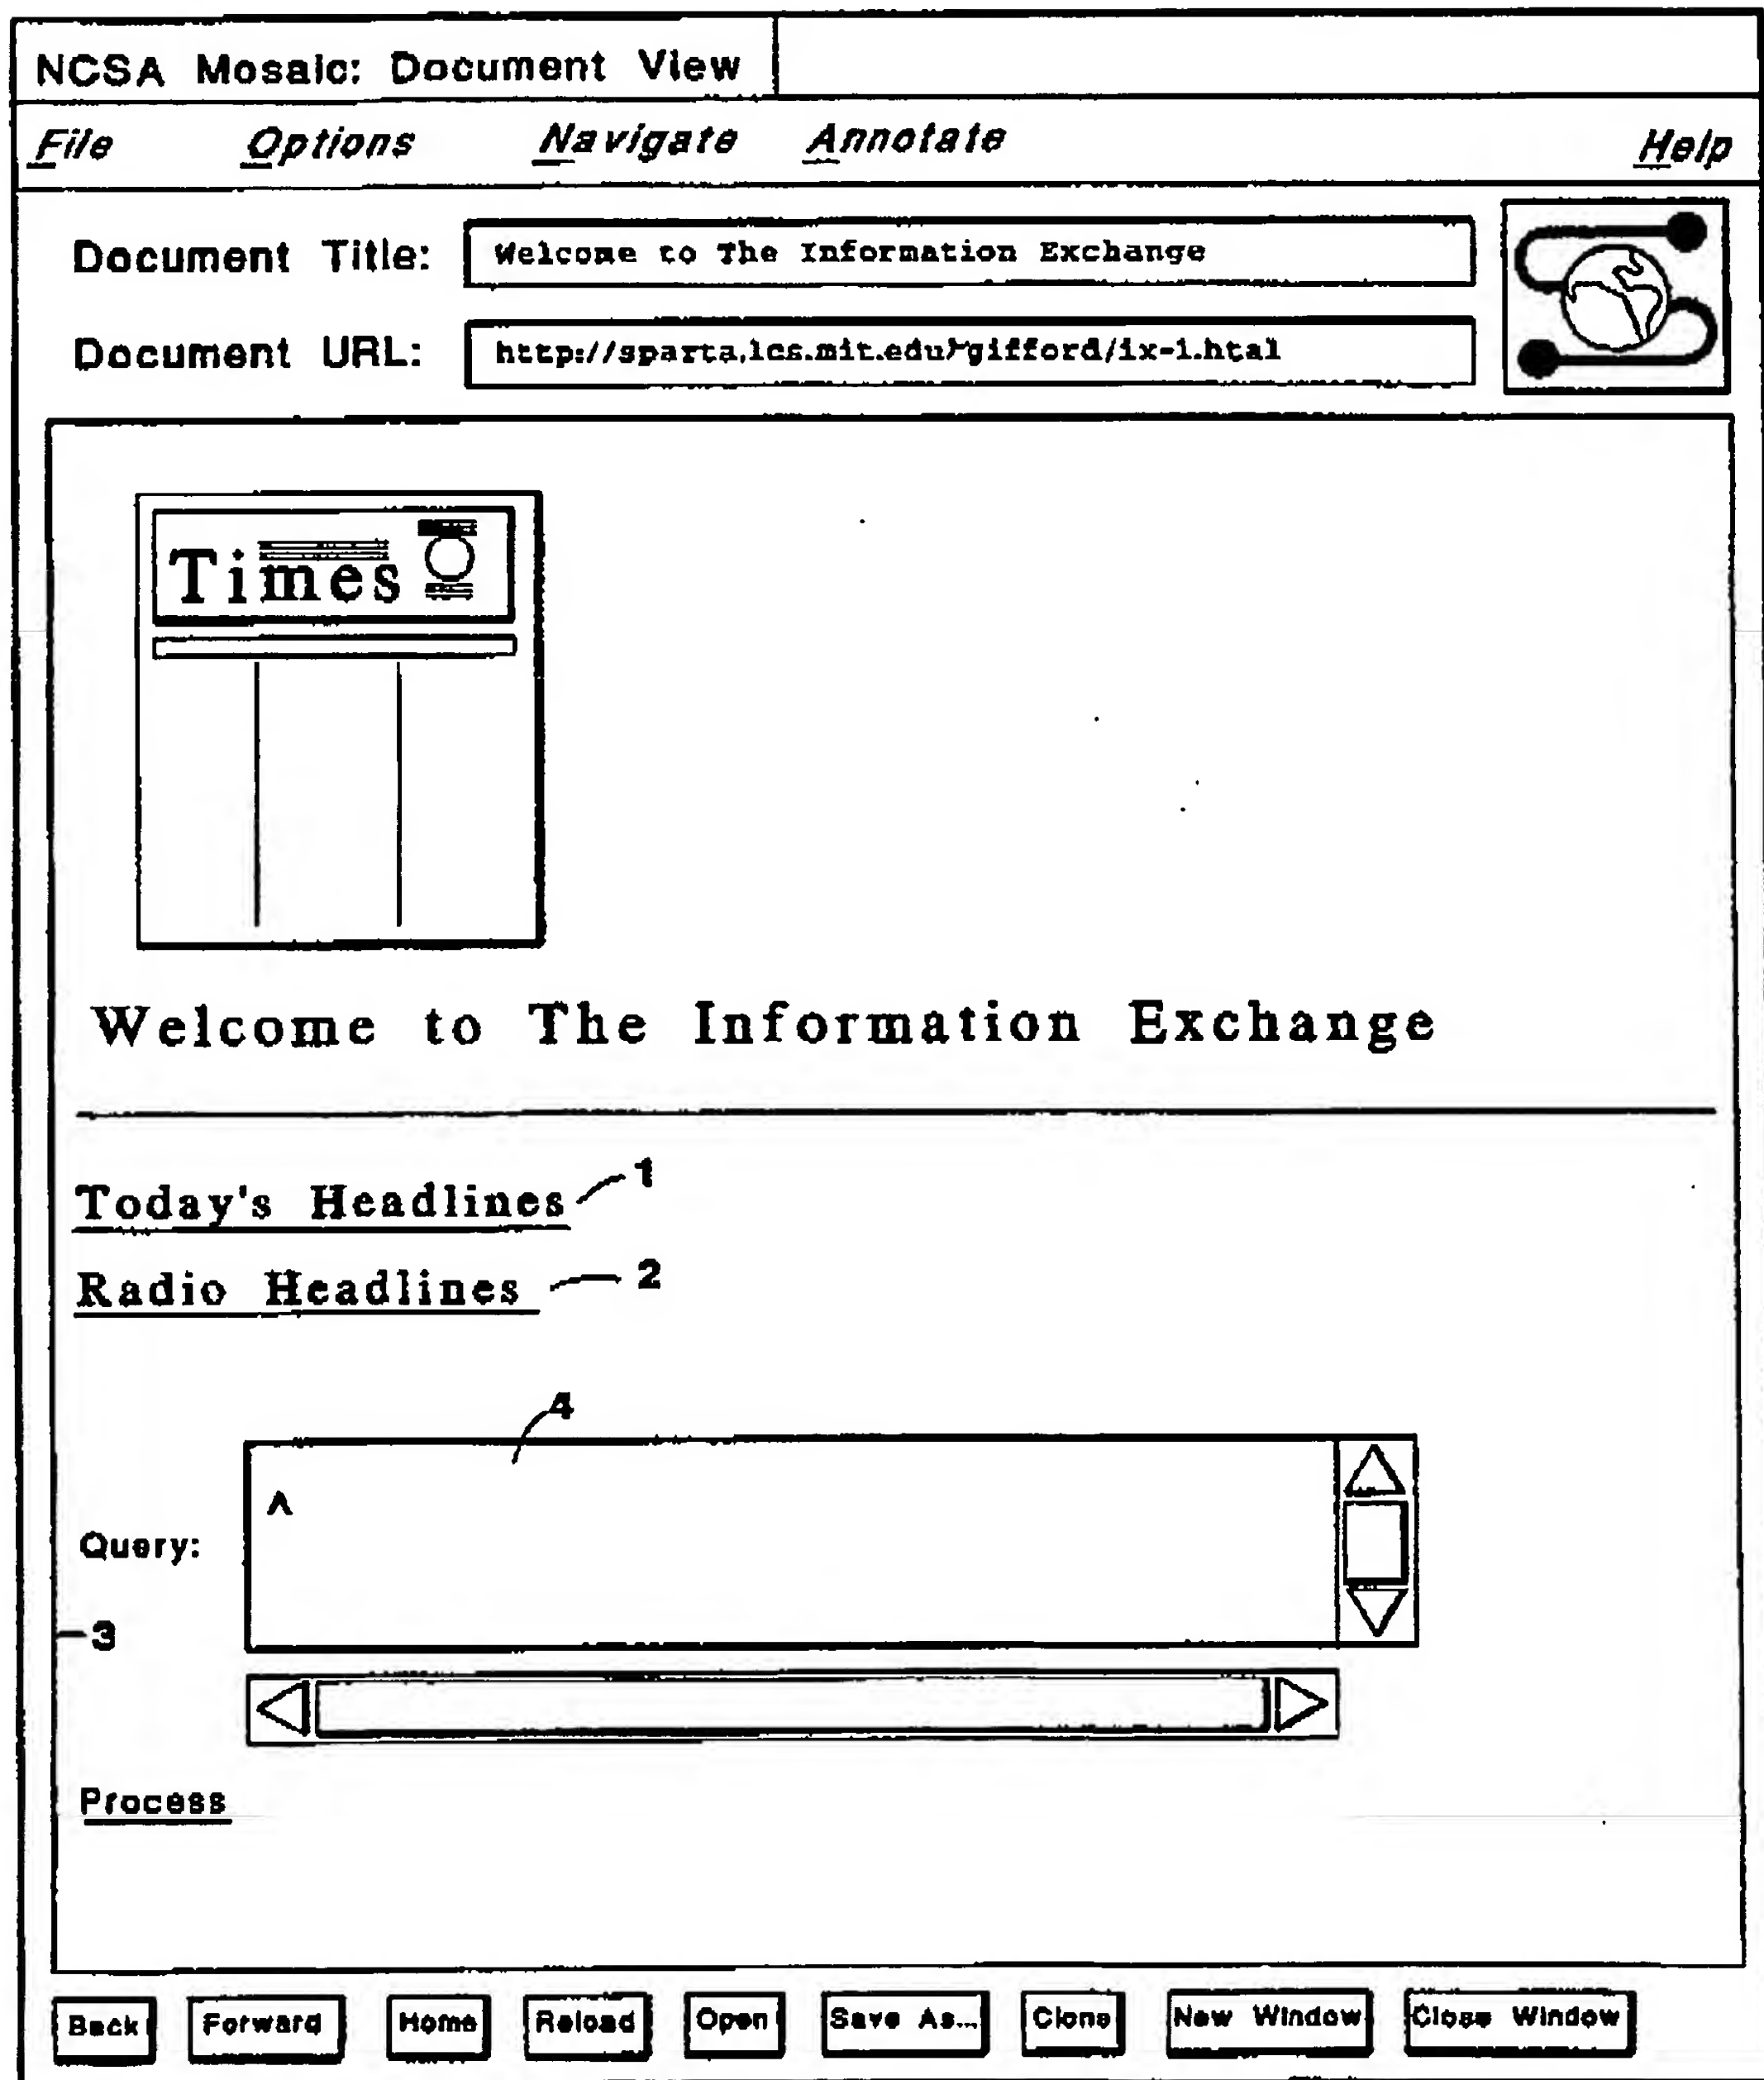 NCSA Mosaic: Document View
File Options Navigate Annotate Help
Document Title: Welcome to The Information Exchange
Document URL: http://sparta.lcs.mit.edu/~gifford/ix-1.html
Times
Welcome to The Information Exchange
Today's Headlines 1
Radio Headlines 2
4
^
Query:
3
Process
Back Forward Home Reload Open Save As... Clone New Window Close Window